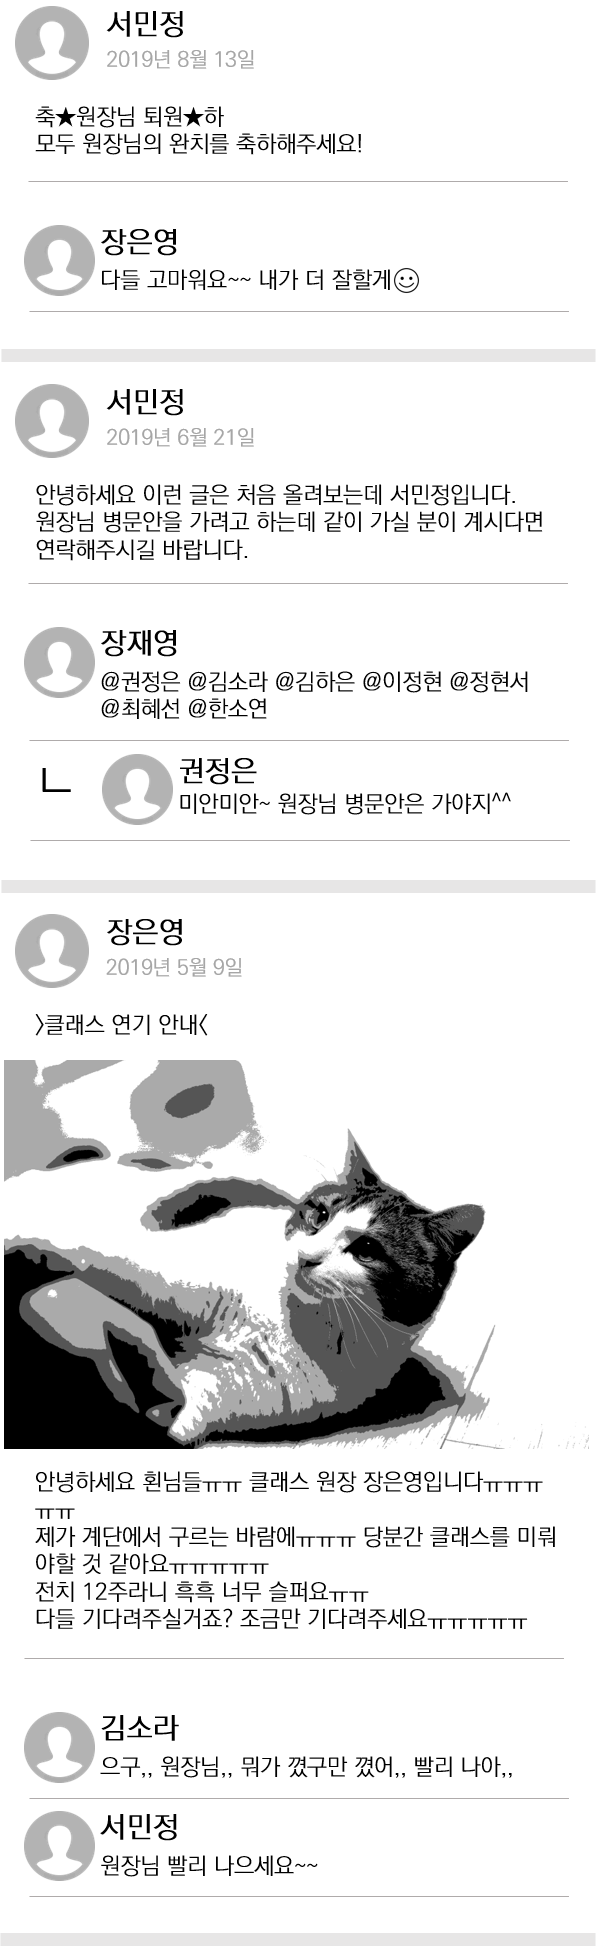 서민정
2019년 8월 13일
축★원장님 퇴원★하
모두 원장님의 완치를 축하해주세요!
장은영
다들 고마워요~~ 내가 더 잘할게☺
서민정
2019년 6월 21일
안녕하세요 이런 글은 처음 올려보는데 서민정입니다.
원장님 병문안을 가려고 하는데 같이 가실 분이 계시다면
연락해주시길 바랍니다.
장재영
@권정은 @김소라 @김하은 @이정현 @정현서
@최혜선 @한소연
ㄴ
권정은
미안미안~ 원장님 병문안은 가야지^^
장은영
2019년 5월 9일
>클래스 연기 안내<
안녕하세요 횐님들ㅠㅠ 클래스 원장 장은영입니다ㅠㅠㅠ
ㅠㅠ
제가 계단에서 구르는 바람에ㅠㅠㅠ 당분간 클래스를 미뤄
야할 것 같아요ㅠㅠㅠㅠㅠ
전치 12주라니 흑흑 너무 슬퍼요ㅠㅠ
다들 기다려주실거죠? 조금만 기다려주세요ㅠㅠㅠㅠㅠ
김소라
으구,, 원장님,, 뭐가 꼈구만 꼈어,, 빨리 나아,,
서민정
원장님 빨리 나으세요~~